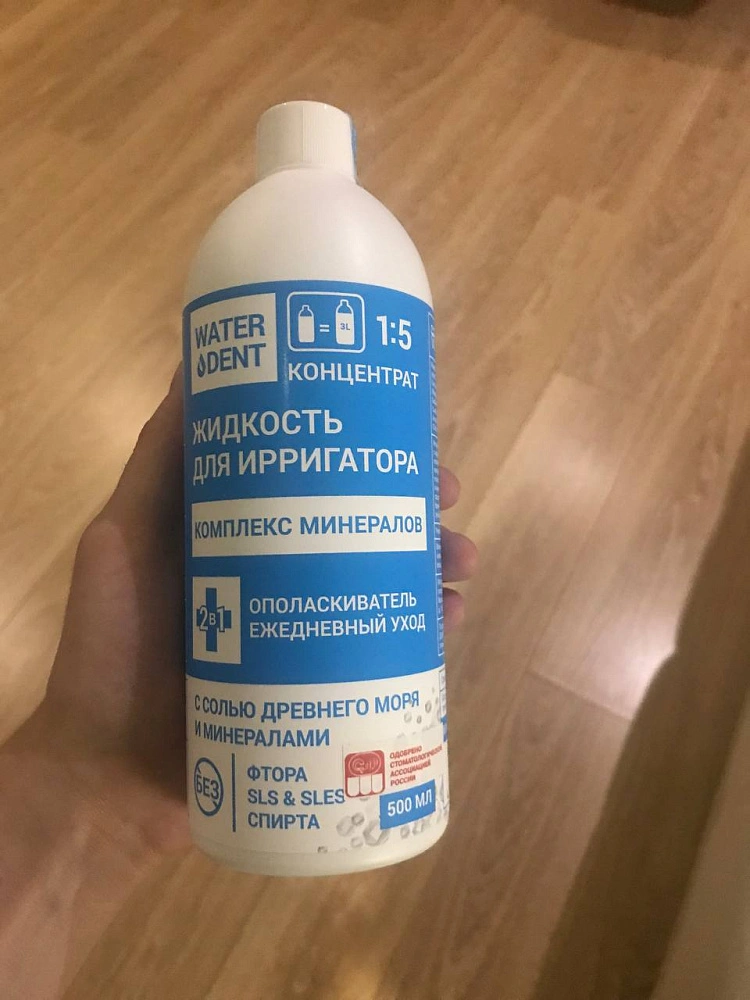 WATER
DENT
3L
1:5
КОНЦЕНТРАТ
ЖИДКОСТЬ
ДЛЯ ИРРИГАТОРА
КОМПЛЕКС МИНЕРАЛОВ
2в1
ОПОЛАСКИВАТЕЛЬ
ЕЖЕДНЕВНЫЙ УХОД
С СОЛЬЮ ДРЕВНЕГО МОРЯ
И МИНЕРАЛАМИ
БЕЗ
ФТОРА
SLS & SLES
СПИРТА
ОДОБРЕНО
СТОМАТОЛОГИЧЕСКОЙ
АССОЦИАЦИЕЙ
РОССИИ
500 МЛ